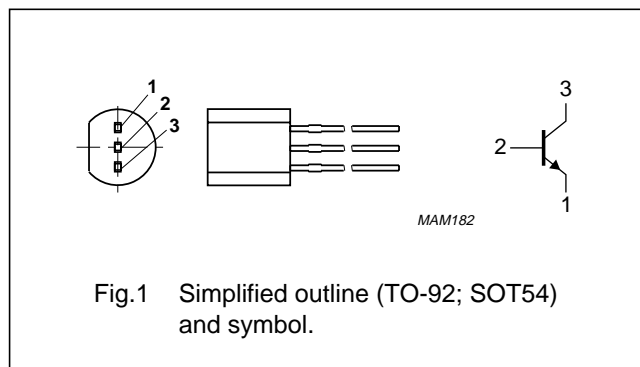 1
2
3
3
2
1
MAM182
Fig.1 Simplified outline (TO-92; SOT54)
and symbol.